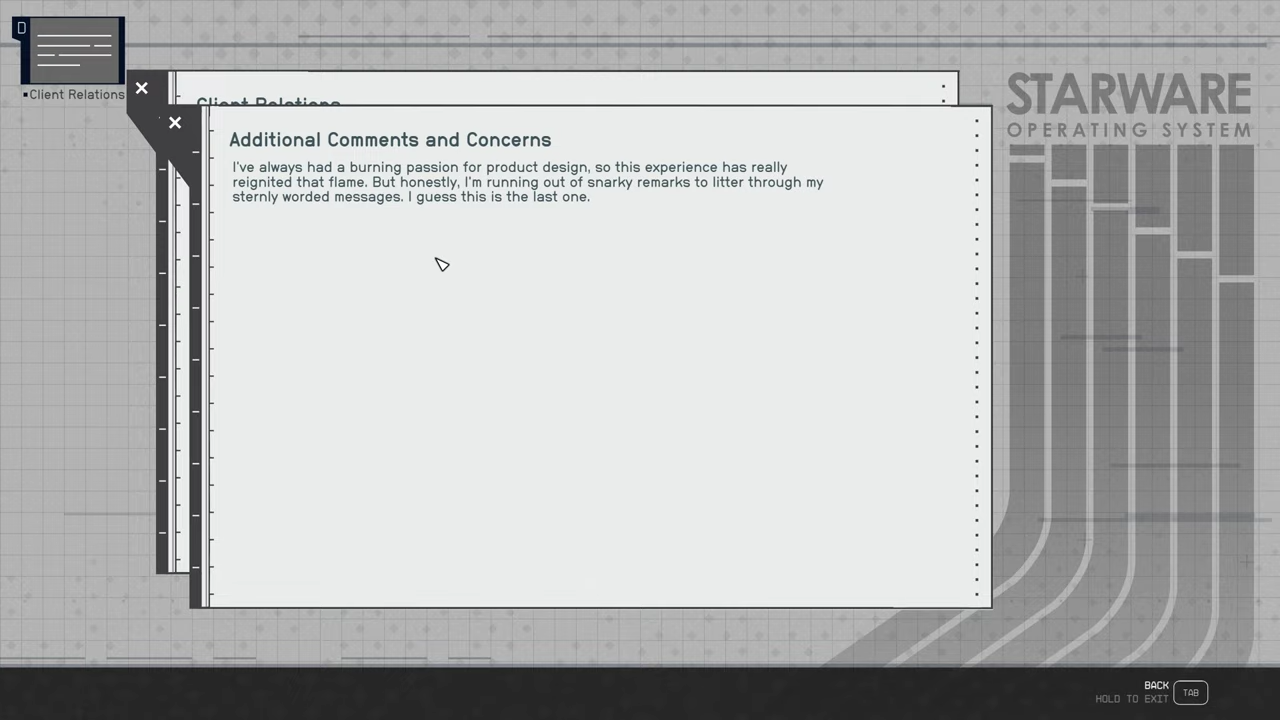 D
Client Relations
Client Relations
STARWARE
OPERATING SYSTEM
Additional Comments and Concerns
I've always had a burning passion for product design, so this experience has really
reignited that flame. But honestly, I'm running out of snarky remarks to litter through my
sternly worded messages. I guess this is the last one.
BACK
HOLD TO EXIT
TAB